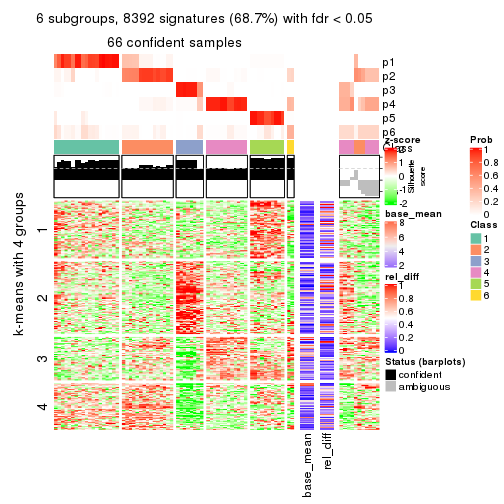 6 subgroups, 8392 signatures (68.7%) with fdr < 0.05
66 confident samples
p1
p2
p3
p4
p5
p6
Class
Silhouette
score
k-means with 4 groups
1
2
3
4
base_mean
rel_diff
z-score
2
1
0
-1
-2
base_mean
8
6
4
2
rel_diff
1
0.8
0.6
0.4
0.2
0
Status (barplots)
confident
ambiguous
Prob
1
0.8
0.6
0.4
0.2
0
Class
1
2
3
4
5
6